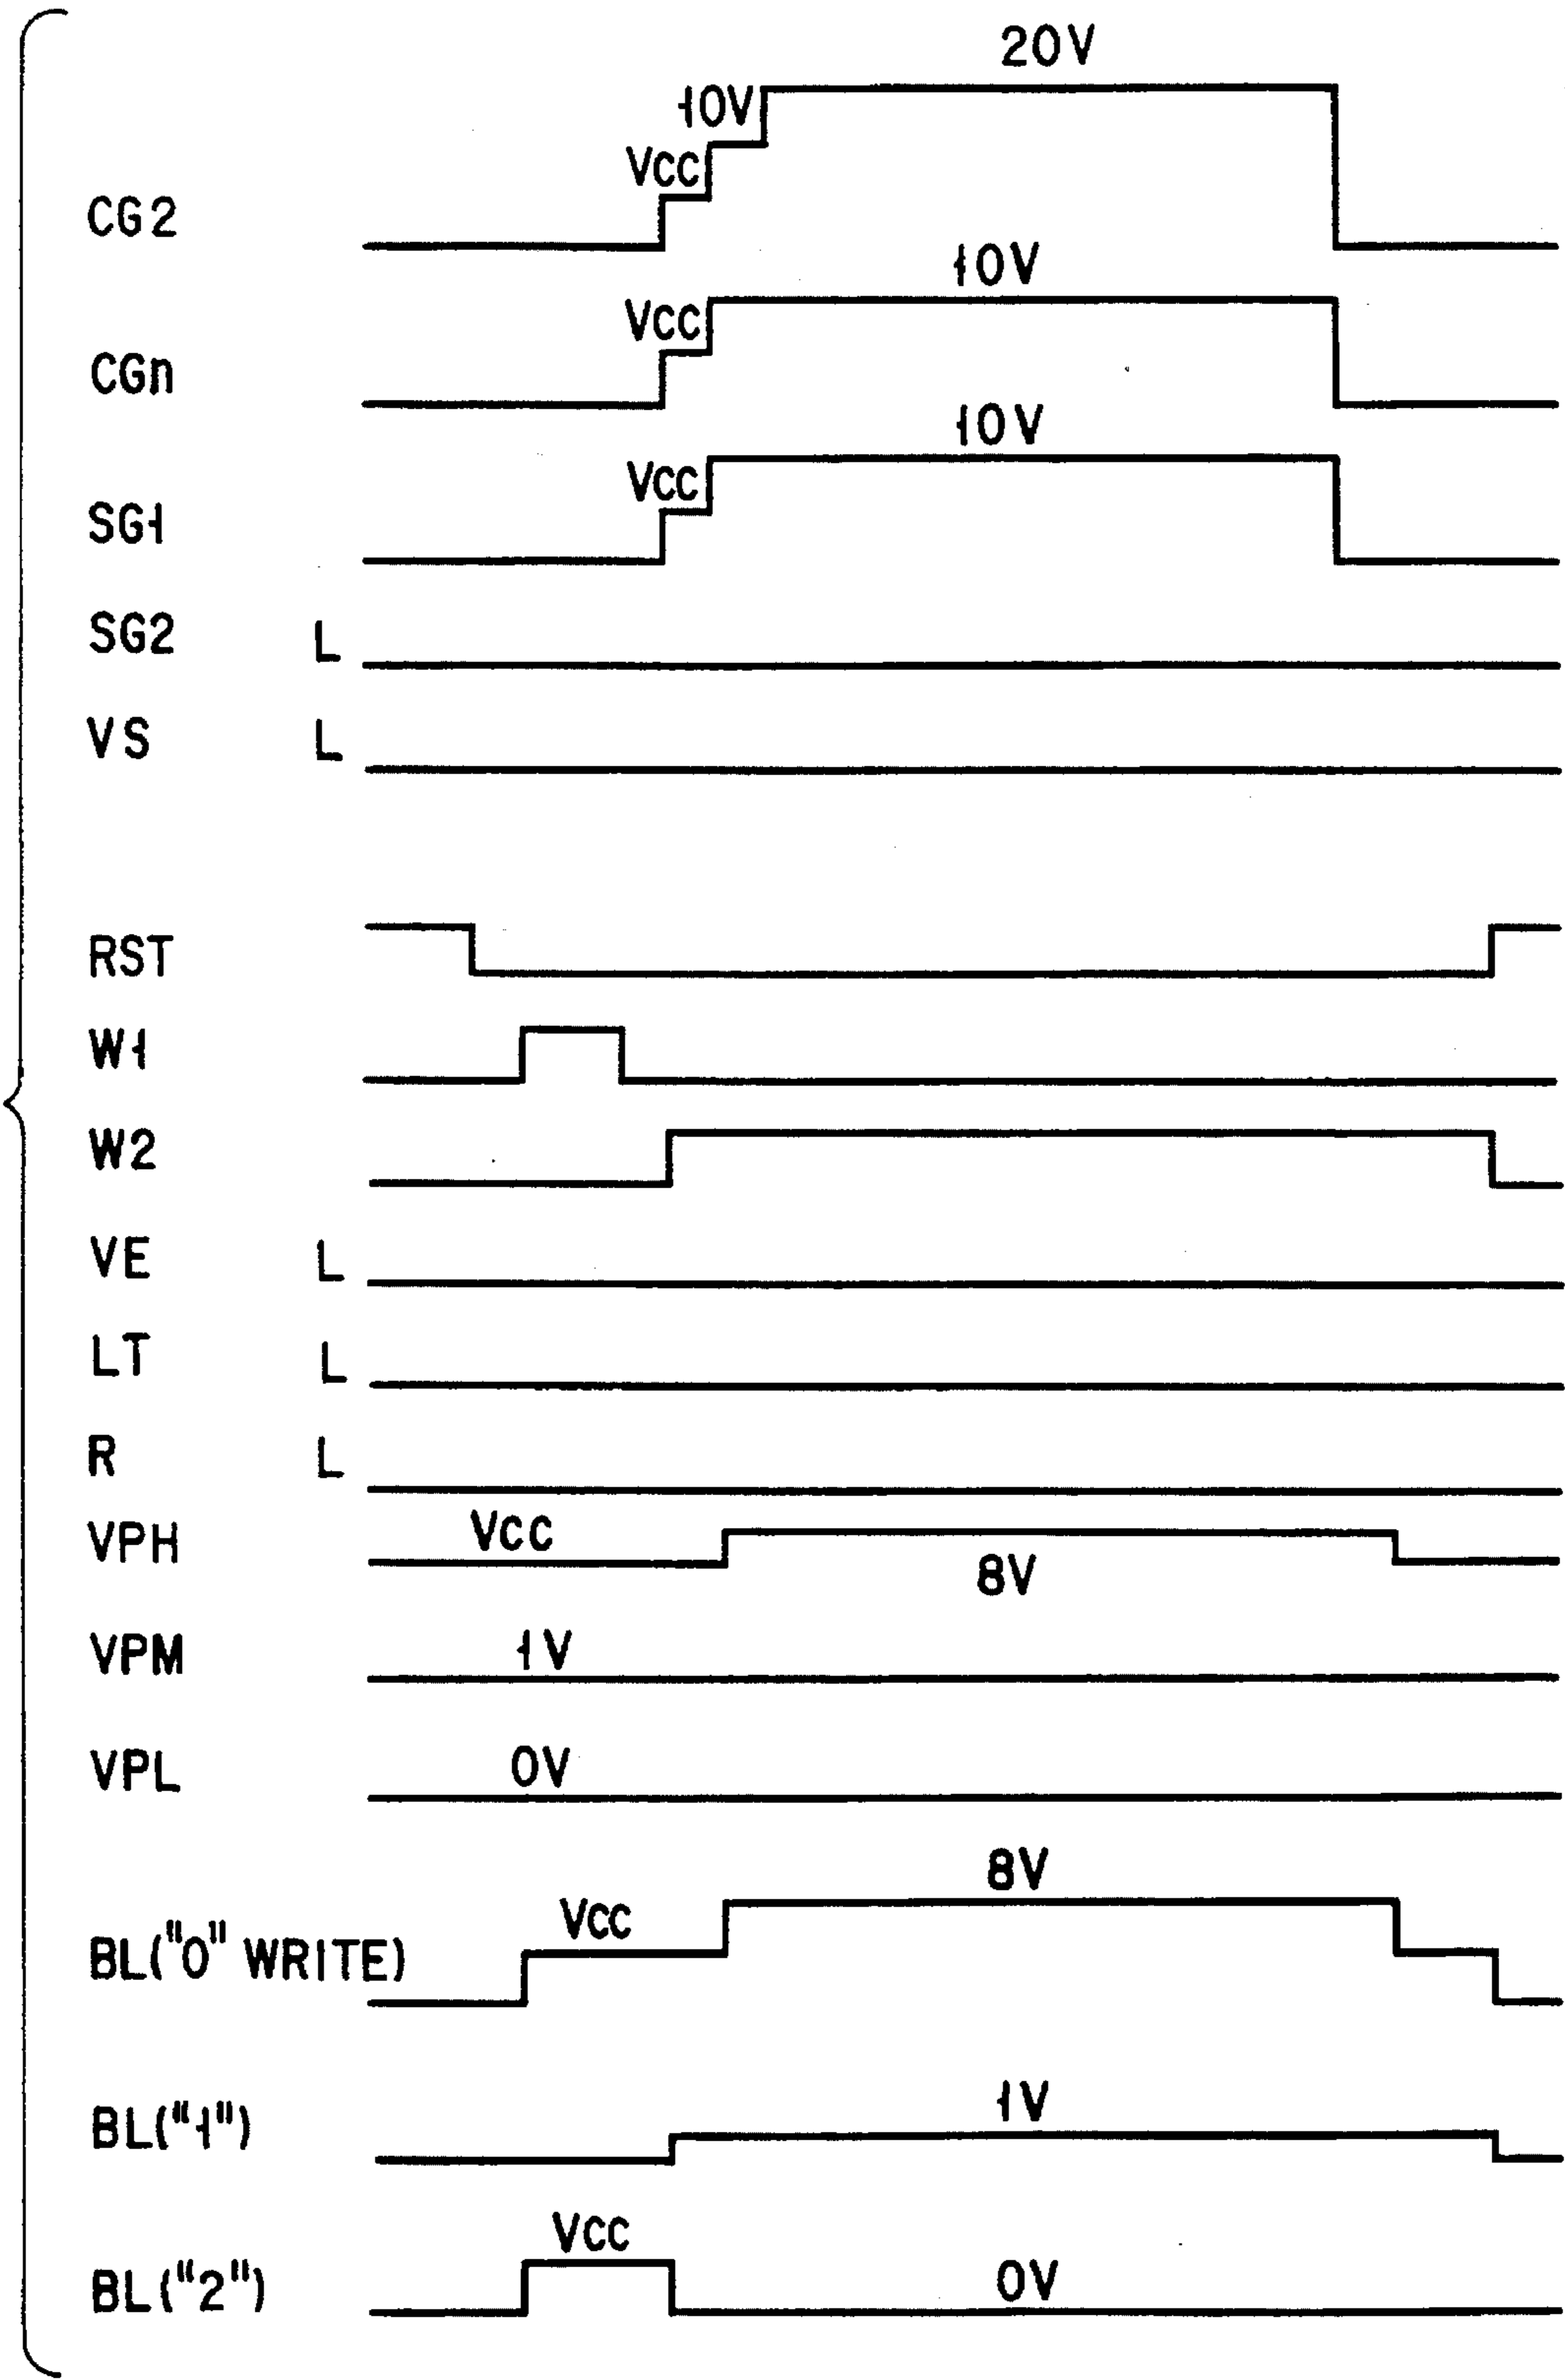 20V
10V
VCC
CG2
10V
VCC
CGn
10V
VCC
SG1
SG2 L
VS L
RST
W1
W2
VE L
LT L
R L
VPH VCC
8V
VPM 1V
VPL 0V
8V
VCC
BL("0" WRITE)
1V
BL("1")
VCC
BL("2") 0V